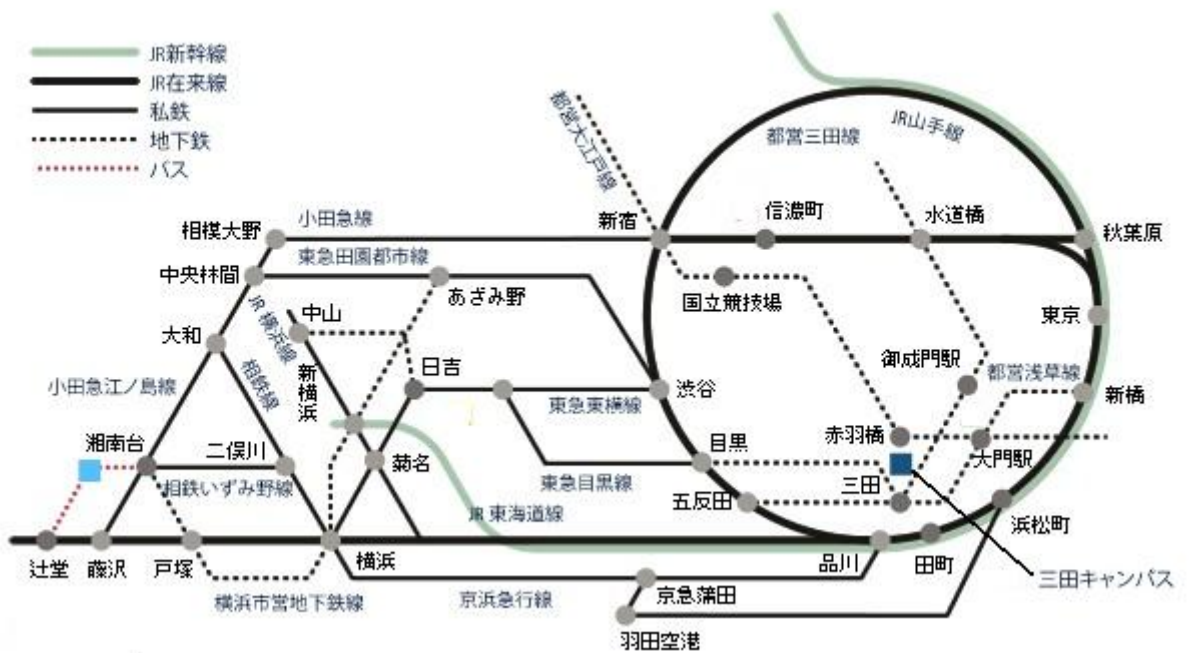 JR新幹線
JR在来線
私鉄
地下鉄
バス
都営大江戸線
都営三田線
JR山手線
相模大野
小田急線
新宿
信濃町
水道橋
秋葉原
中央林間
東急田園都市線
あざみ野
国立競技場
東京
JR横浜線
中山
大和
相鉄線
新横浜
日吉
御成門駅
都営浅草線
小田急江ノ島線
東急東横線
渋谷
新橋
湘南台
二俣川
菊名
目黒
赤羽橋
大門駅
相鉄いずみ野線
東急目黒線
三田
五反田
JR東海道線
浜松町
辻堂
藤沢
戸塚
横浜
品川
田町
三田キャンパス
横浜市営地下鉄線
京浜急行線
京急蒲田
羽田空港